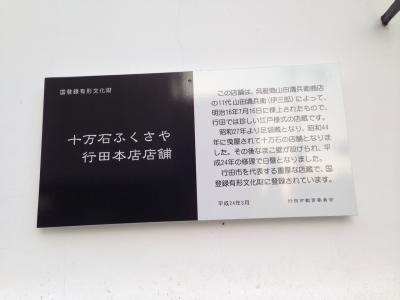 国登録有形文化財
十万石ふくさや
行田本店店舗
この店舗は、呉服商山田清兵衛商店
の11代 山田清兵衛(伊三郎)によって、
明治16年7月16日に棟上されたもので、
行田では珍しい江戸様式の店蔵です。
昭和27年より足袋蔵となり、昭和44
年に曳屋されて十万石の店舗となりま
した。その後なまこ壁が設けられ、平
成24年の修理で白壁となりました。
行田市を代表する重厚な店蔵で、国
登録有形文化財に登録されています。
平成24年3月
行田市教育委員会